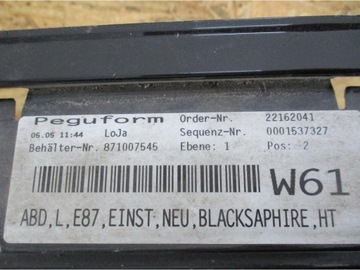 Peguform Order-Nr. 22162041
06.05 11:44 LoJa Sequenz-Nr. 0001537327
Behälter-Nr. 871007545 Ebene: 1 Pos: 2
W61
ABD,L,E87,EINST,NEU,BLACKSAPHIRE,HT